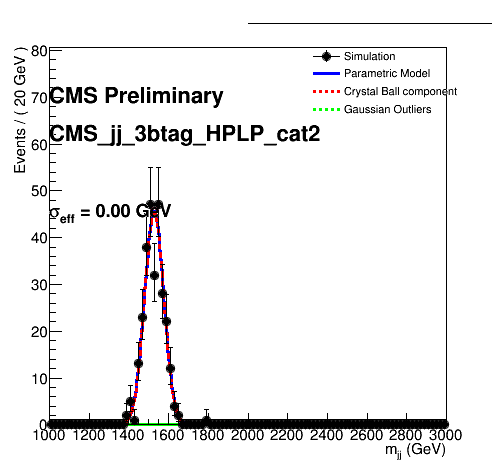 Events / ( 20 GeV )
80
70
60
50
40
30
20
10
0
Simulation
Parametric Model
Crystal Ball component
Gaussian Outliers
CMS Preliminary
CMS_jj_3btag_HPLP_cat2
σeff = 0.00 GeV
1000 1200 1400 1600 1800 2000 2200 2400 2600 2800 3000
mjj (GeV)